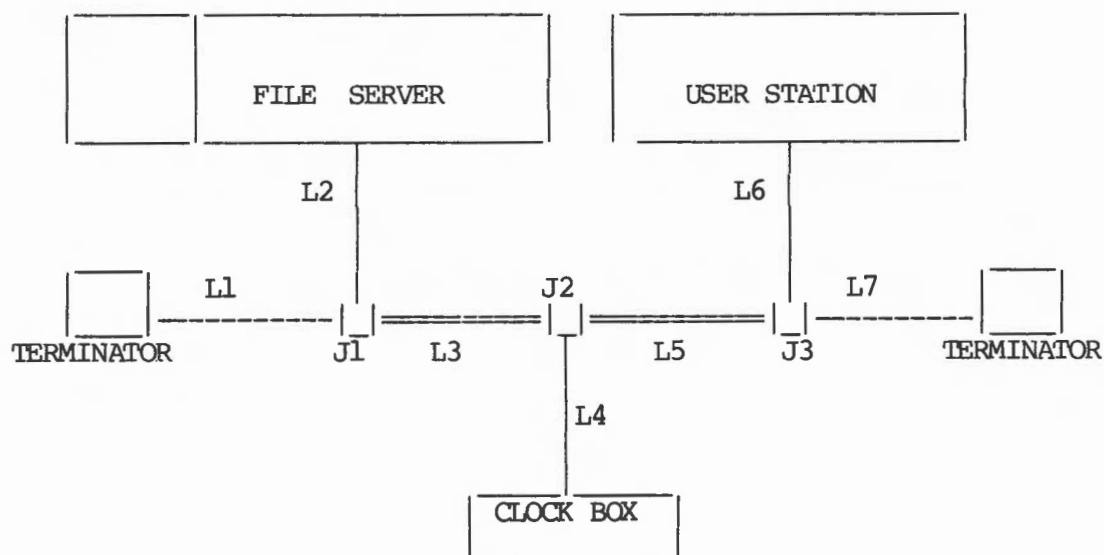 FILE SERVER
USER STATION
L2
L6
L1
J2
L7
TERMINATOR
J1
L3
L5
J3
TERMINATOR
L4
CLOCK BOX